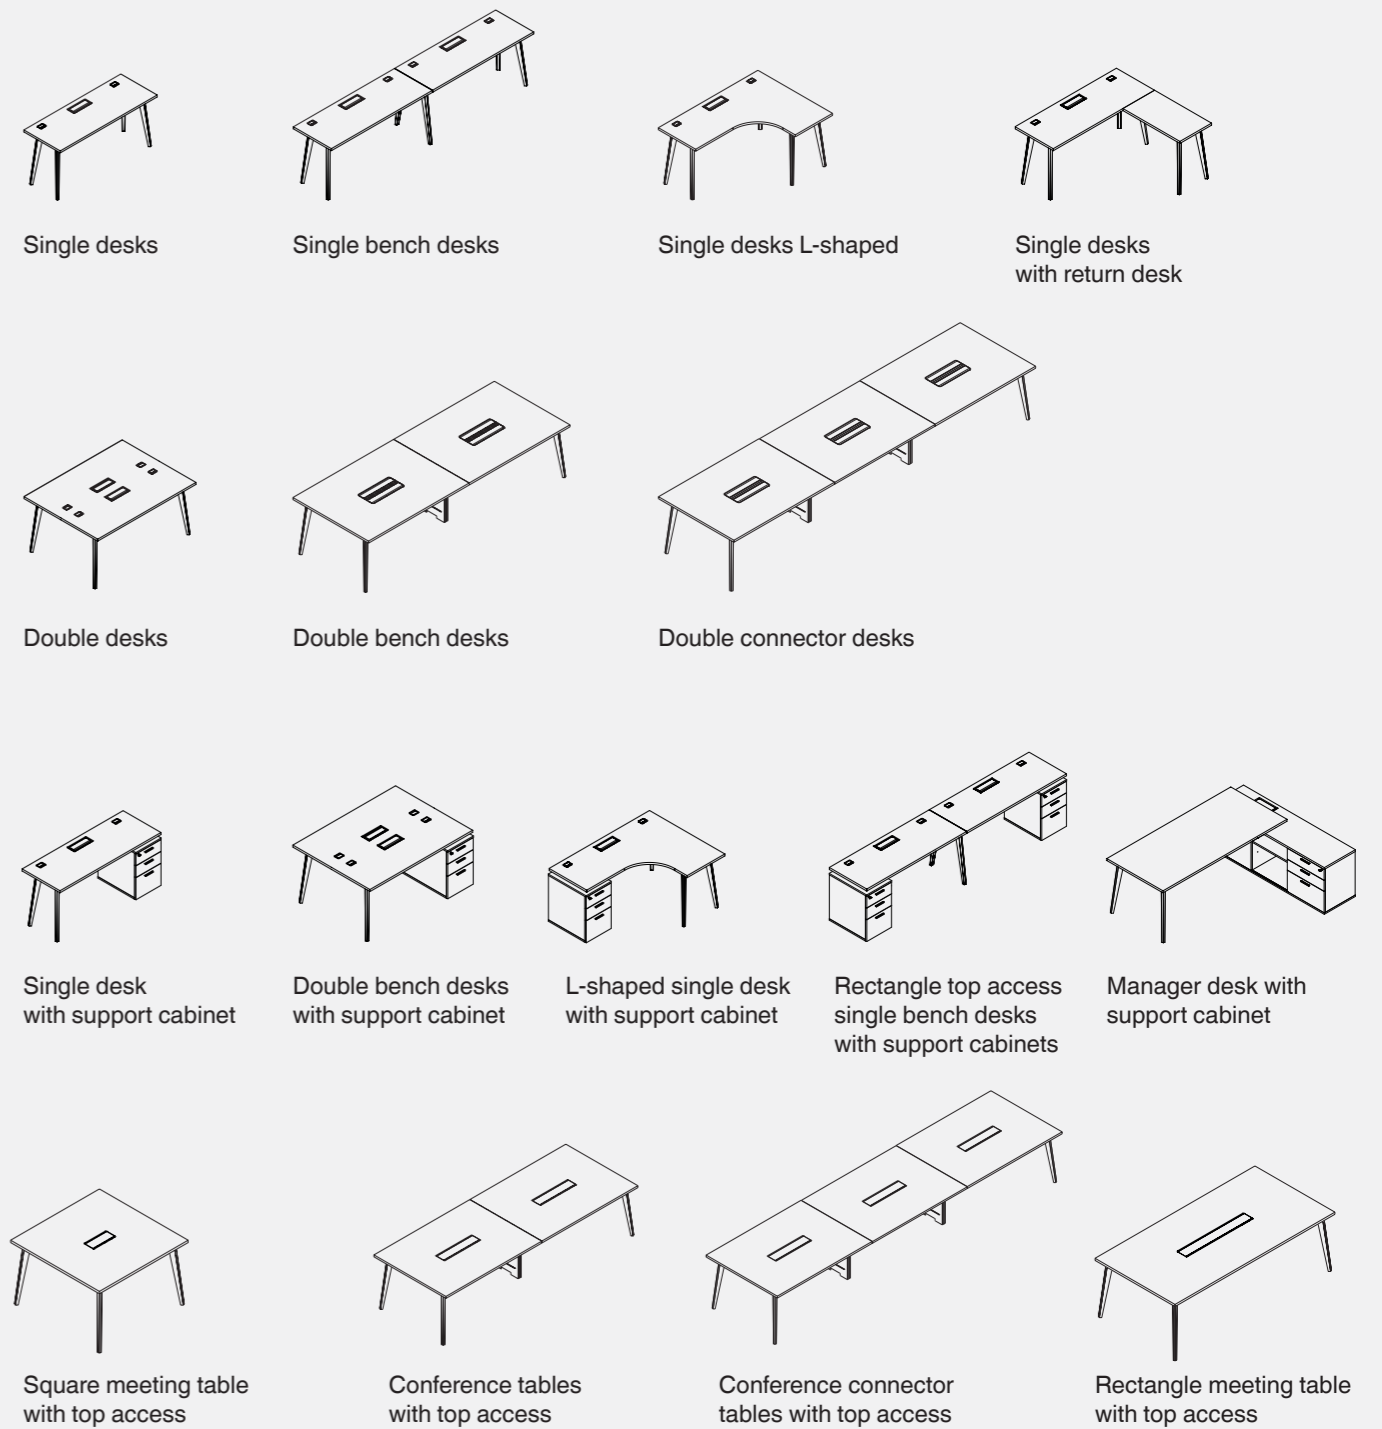 Single desks
Single bench desks
Single desks L-shaped
Single desks
with return desk
Double desks
Double bench desks
Double connector desks
Single desk
with support cabinet
Double bench desks
with support cabinet
L-shaped single desk
with support cabinet
Rectangle top access
single bench desks
with support cabinets
Manager desk with
support cabinet
Square meeting table
with top access
Conference tables
with top access
Conference connector
tables with top access
Rectangle meeting table
with top access